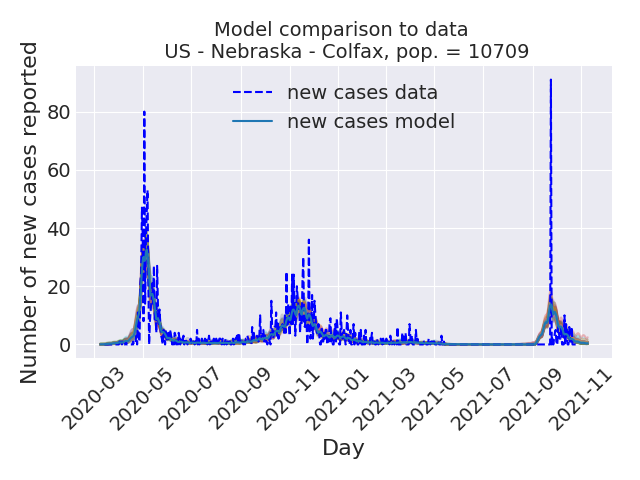 Model comparison to data
US - Nebraska - Colfax, pop. = 10709
new cases data
new cases model
Number of new cases reported
80
60
40
20
0
2020-03
2020-05
2020-07
2020-09
2020-11
2021-01
2021-03
2021-05
2021-07
2021-09
2021-11
Day